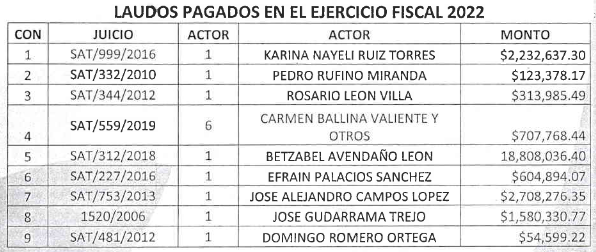 LAUDOS PAGADOS EN EL EJERCICIO FISCAL 2022
CON JUICIO ACTOR ACTOR MONTO
1 SAT/999/2016 1 KARINA NAYELI RUIZ TORRES $2,232,637.30
2 SAT/332/2010 1 PEDRO RUFINO MIRANDA $123,378.17
3 SAT/344/2012 1 ROSARIO LEON VILLA $313,985.49
4 SAT/559/2019 6 CARMEN BALLINA VALIENTE Y
OTROS $707,768.44
5 SAT/312/2018 1 BETZABEL AVENDAÑO LEON 18,808,036.40
6 SAT/227/2016 1 EFRAIN PALACIOS SANCHEZ $604,894.07
7 SAT/753/2013 1 JOSE ALEJANDRO CAMPOS LOPEZ $2,708,276.35
8 1520/2006 1 JOSE GUDARRAMA TREJO $1,580,330.77
9 SAT/481/2012 1 DOMINGO ROMERO ORTEGA $54,599.22